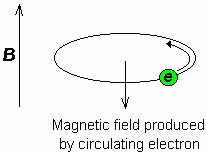 B
e
Magnetic field produced
by circulating electron